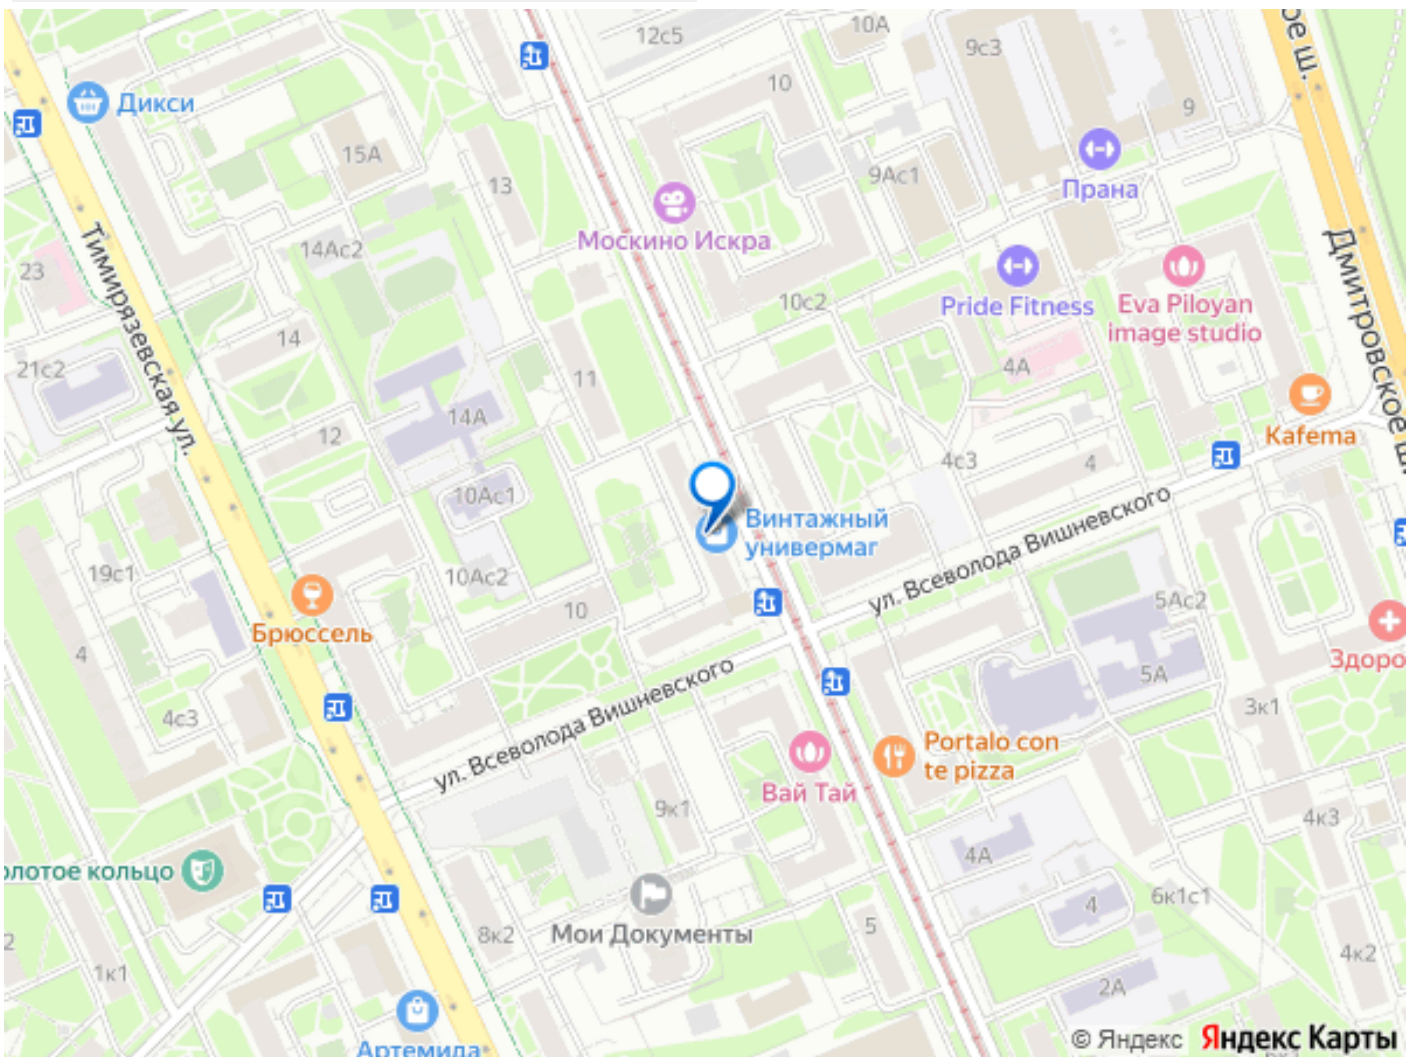 12с5
10А
9с3
ое ш.
10
9
Дикси
15А
13
9Ас1
Прана
Москино Искра
14Ас2
23
Тимирязевская ул.
10с2
Pride Fitness
Eva Piloyan
image studio
Дмитровское ш.
14
21с2
11
4А
14А
12
Kafema
4с3
4
10Ас1
Винтажный
универмаг
ул. Всеволода Вишневского
19с1
10Ас2
10
5Ас2
Брюссель
4
5А
Здоро
4с3
3к1
ул. Всеволода Вишневского
Portalo con
te pizza
Вай Тай
9к1
4к3
4А
олотое кольцо
6к1с1
4
5
8к2
Мои Документы
2
1к1
4к2
2А
Артемида
© Яндекс Яндекс Карты